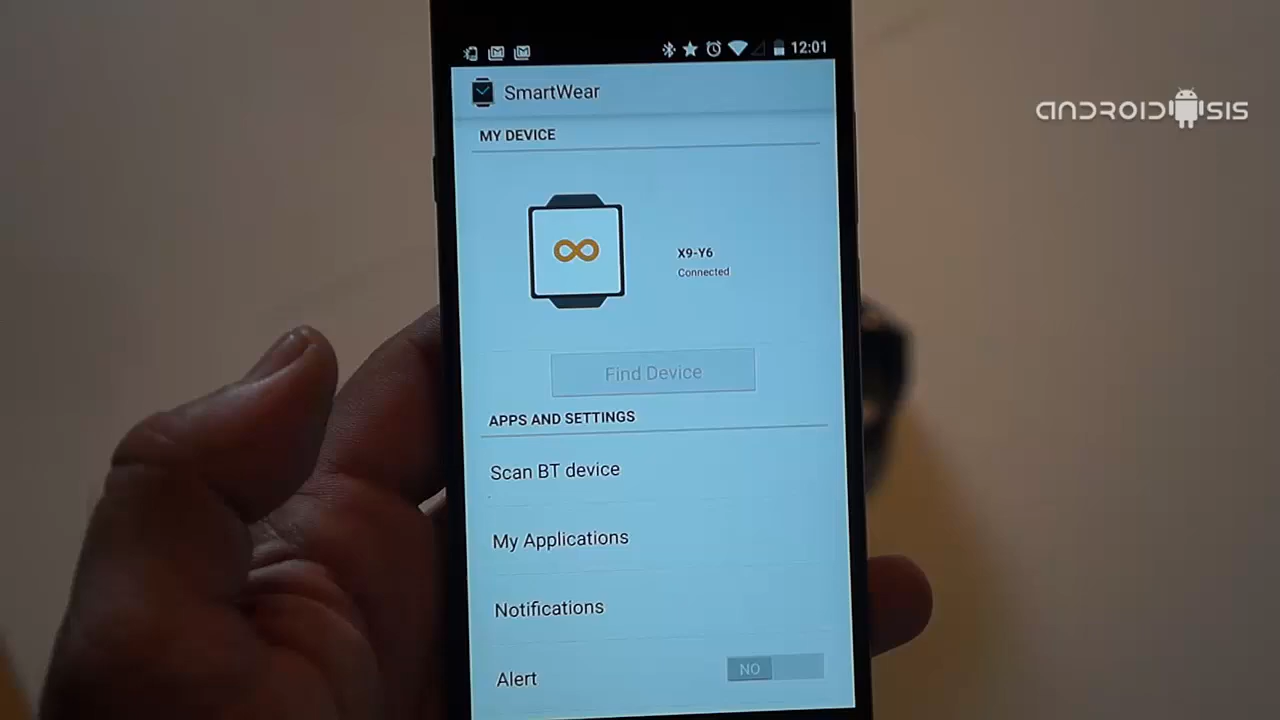 12:01
SmartWear
ANDROIDSIS
MY DEVICE
X9-Y6
Connected
Find Device
APPS AND SETTINGS
Scan BT device
My Applications
Notifications
Alert
NO